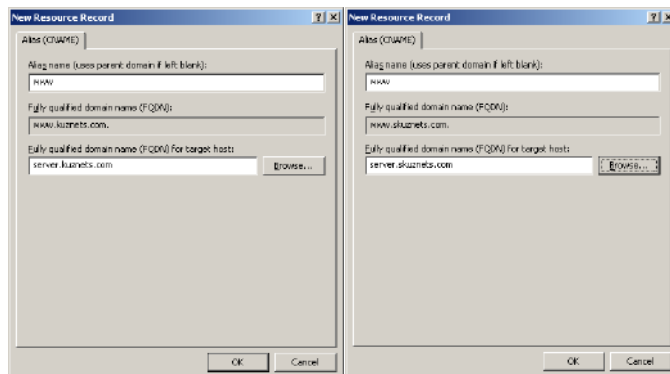 New Resource Record
Alias (CNAME)
Alias name (uses parent domain if left blank):
www
Fully qualified domain name (FQDN):
www.kuznets.com.
Fully qualified domain name (FQDN) for target host:
server.kuznets.com
Browse...
OK
Cancel
New Resource Record
Alias (CNAME)
Alias name (uses parent domain if left blank):
www
Fully qualified domain name (FQDN):
www.skuznets.com.
Fully qualified domain name (FQDN) for target host:
server.skuznets.com
Browse...
OK
Cancel